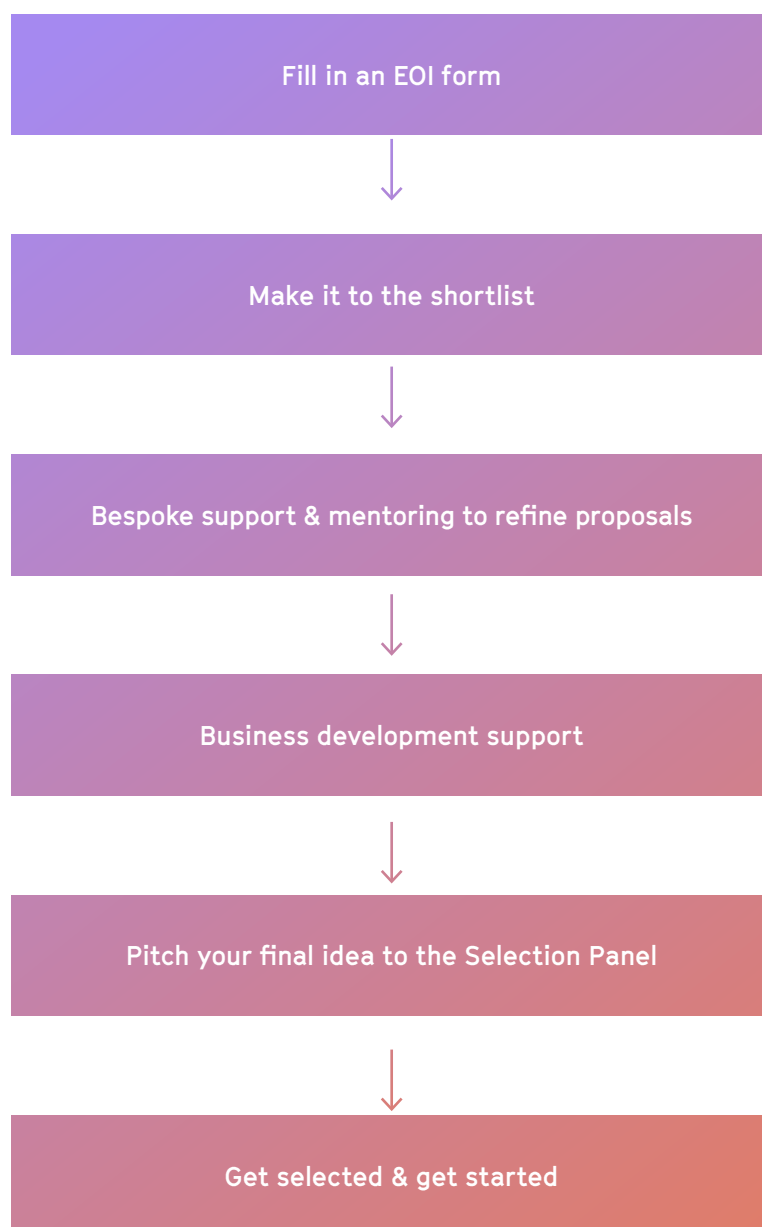 Fill in an EOI form
Make it to the shortlist
Bespoke support & mentoring to refine proposals
Business development support
Pitch your final idea to the Selection Panel
Get selected & get started